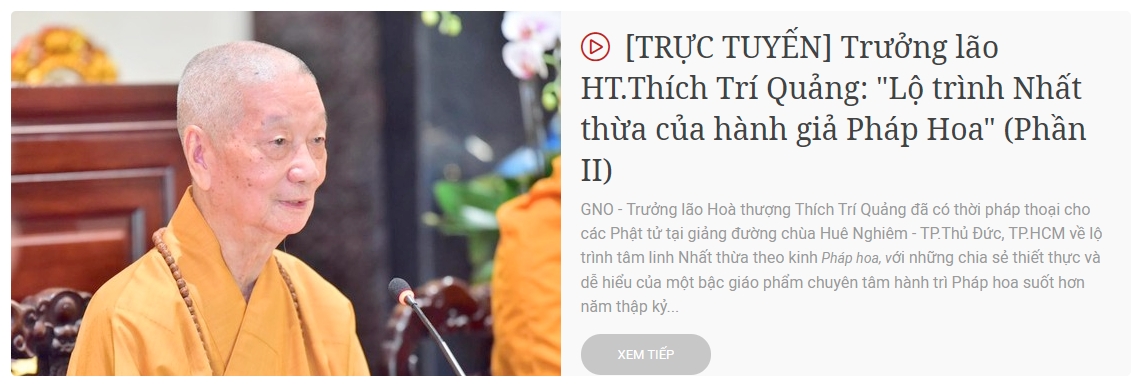 [TRỰC TUYẾN] Trưởng lão
HT.Thích Trí Quảng: "Lộ trình Nhất
thừa của hành giả Pháp Hoa" (Phần
II)
GNO - Trưởng lão Hoà thượng Thích Trí Quảng đã có thời pháp thoại cho
các Phật tử tại giảng đường chùa Huê Nghiêm - TP.Thủ Đức, TP.HCM về lộ
trình tâm linh Nhất thừa theo kinh Pháp hoa, với những chia sẻ thiết thực và
dễ hiểu của một bậc giáo phẩm chuyên tâm hành trì Pháp hoa suốt hơn
năm thập kỷ...
XEM TIẾP